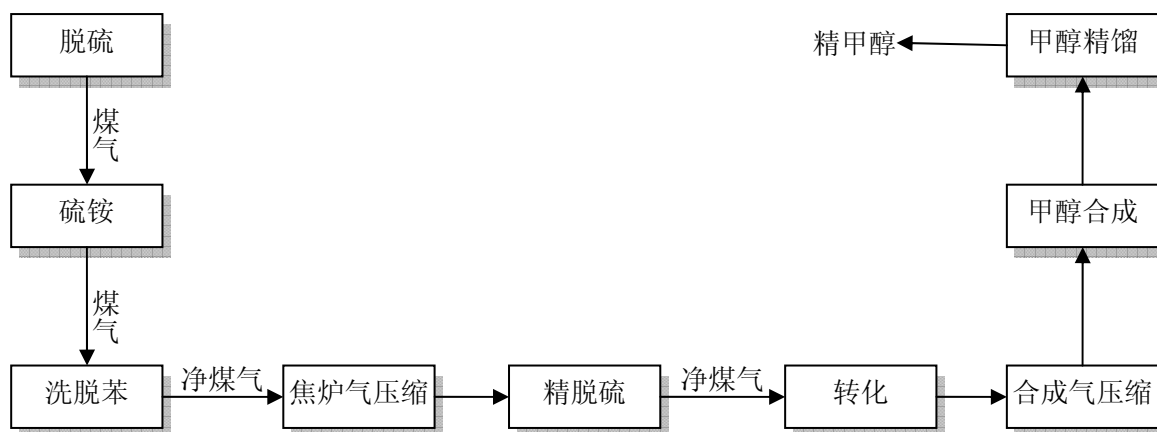 脱硫
精甲醇
甲醇精馏
煤气
硫铵
甲醇合成
煤气
洗脱苯
净煤气
焦炉气压缩
精脱硫
净煤气
转化
合成气压缩